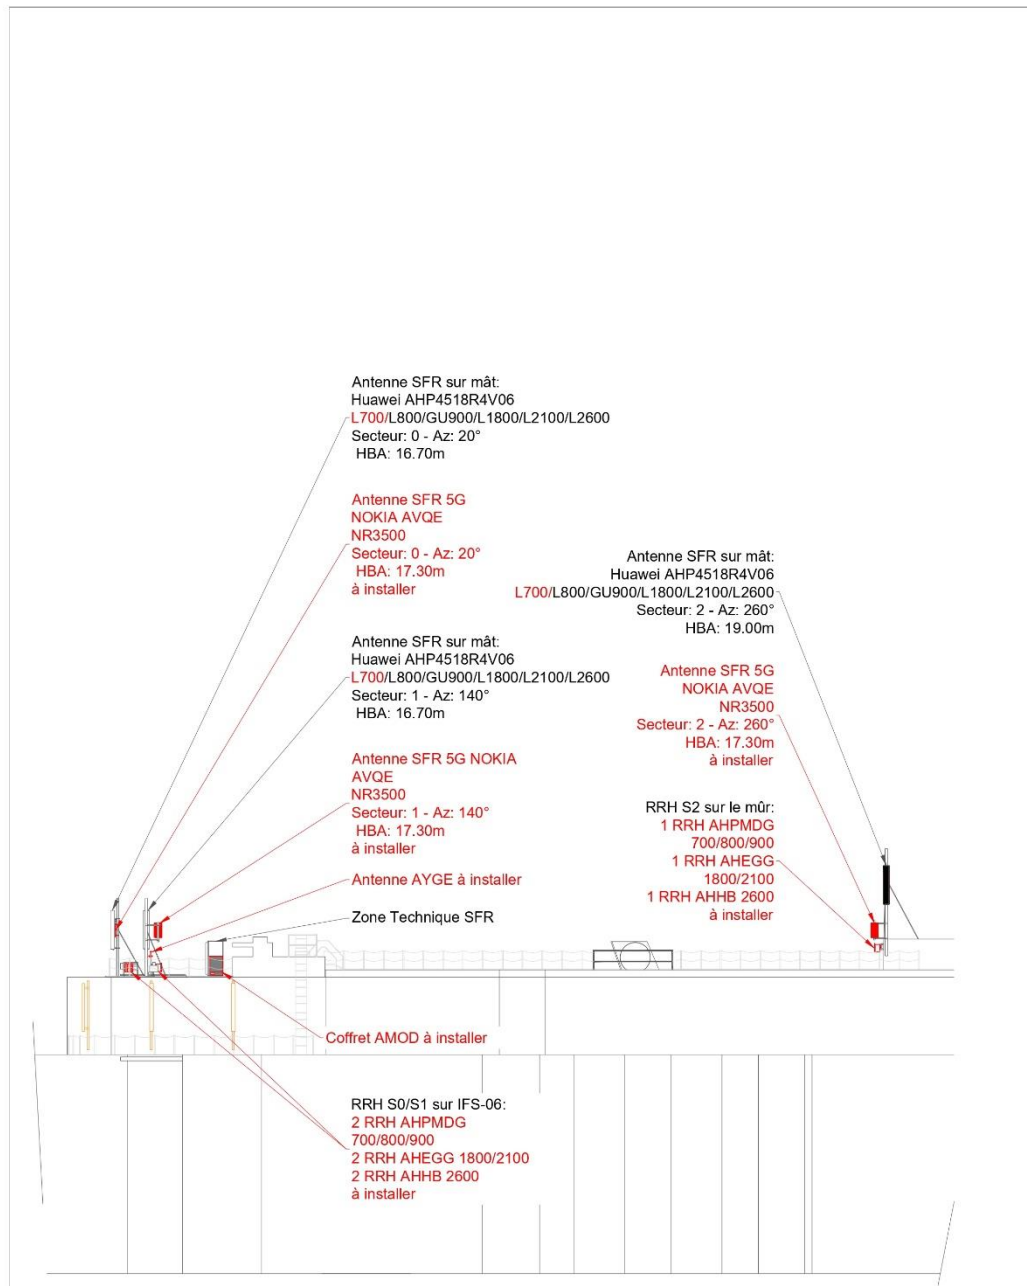 Antenne SFR sur mât:
Huawei AHP4518R4V06
L700/L800/GU900/L1800/L2100/L2600
Secteur: 0 - Az: 20°
HBA: 16.70m
Antenne SFR 5G
NOKIA AVQE
NR3500
Secteur: 0 - Az: 20°
HBA: 17.30m
à installer
Antenne SFR sur mât:
Huawei AHP4518R4V06
L700/L800/GU900/L1800/L2100/L2600
Secteur: 1 - Az: 140°
HBA: 16.70m
Antenne SFR 5G NOKIA
AVQE
NR3500
Secteur: 1 - Az: 140°
HBA: 17.30m
à installer
Antenne AYGE à installer
Zone Technique SFR
Antenne SFR sur mât:
Huawei AHP4518R4V06
L700/L800/GU900/L1800/L2100/L2600
Secteur: 2 - Az: 260°
HBA: 19.00m
Antenne SFR 5G
NOKIA AVQE
NR3500
Secteur: 2 - Az: 260°
HBA: 17.30m
à installer
RRH S2 sur le mûr:
1 RRH AHPMDG
700/800/900
1 RRH AHEGG
1800/2100
1 RRH AHHB 2600
à installer
Coffret AMOD à installer
RRH S0/S1 sur IFS-06:
2 RRH AHPMDG
700/800/900
2 RRH AHEGG 1800/2100
2 RRH AHHB 2600
à installer